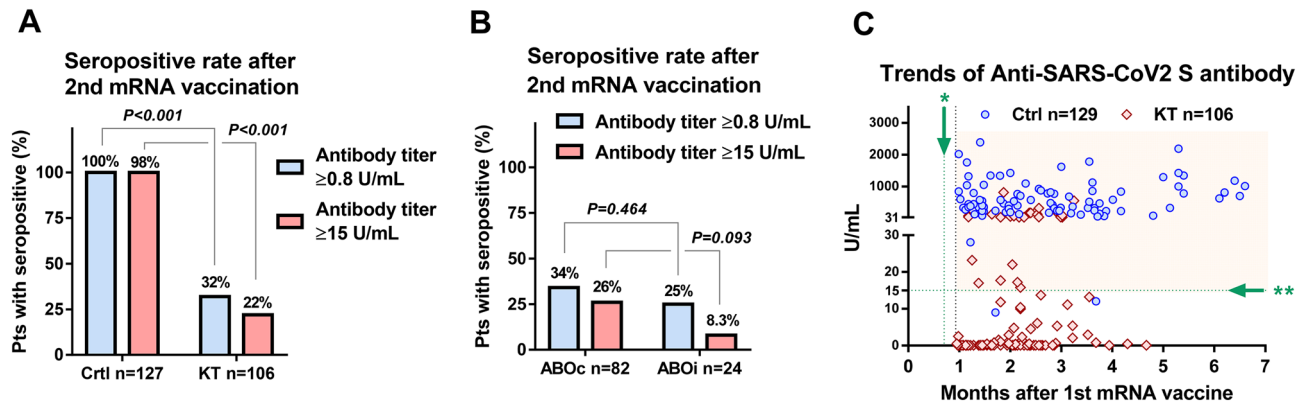 A
Seropositive rate after
2nd mRNA vaccination
P<0.001
P<0.001
Pts with seropositive (%)
100
75
50
25
0
100%
98%
32%
22%
Antibody titer
≥0.8 U/mL
Antibody titer
≥15 U/mL
Crtl n=127
KT n=106
B
Seropositive rate after
2nd mRNA vaccination
Antibody titer ≥0.8 U/mL
Antibody titer ≥15 U/mL
Pts with seropositive (%)
100
75
50
25
0
P=0.464
P=0.093
34%
26%
25%
8.3%
ABOc n=82
ABOi n=24
C
Trends of Anti-SARS-CoV2 S antibody
*
Ctrl n=129
KT n=106
U/mL
3000
2000
1000
31
30
15
10
0
**
0 1 2 3 4 5 6 7
Months after 1st mRNA vaccine